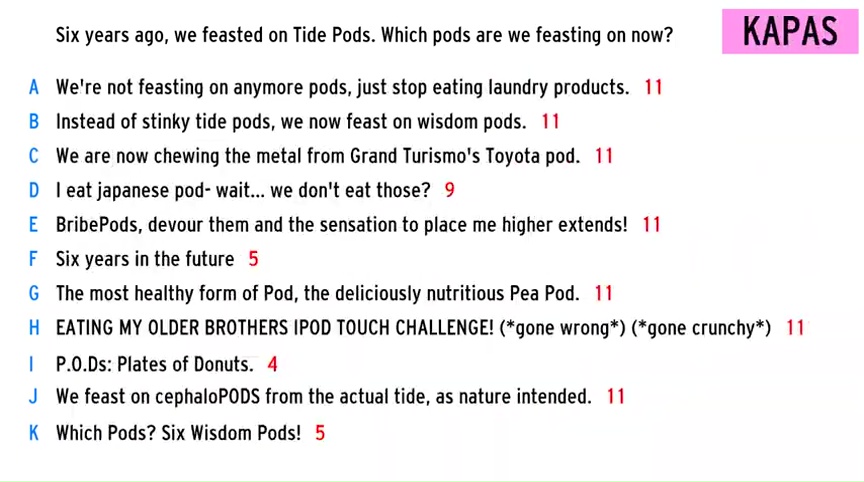 Six years ago, we feasted on Tide Pods. Which pods are we feasting on now?
KAPAS
A We're not feasting on anymore pods, just stop eating laundry products. 11
B Instead of stinky tide pods, we now feast on wisdom pods. 11
C We are now chewing the metal from Grand Turismo's Toyota pod. 11
D I eat japanese pod- wait... we don't eat those? 9
E BribePods, devour them and the sensation to place me higher extends! 11
F Six years in the future 5
G The most healthy form of Pod, the deliciously nutritious Pea Pod. 11
H EATING MY OLDER BROTHERS IPOD TOUCH CHALLENGE! (*gone wrong*) (*gone crunchy*) 11
I P.O.Ds: Plates of Donuts. 4
J We feast on cephaloPODS from the actual tide, as nature intended. 11
K Which Pods? Six Wisdom Pods! 5